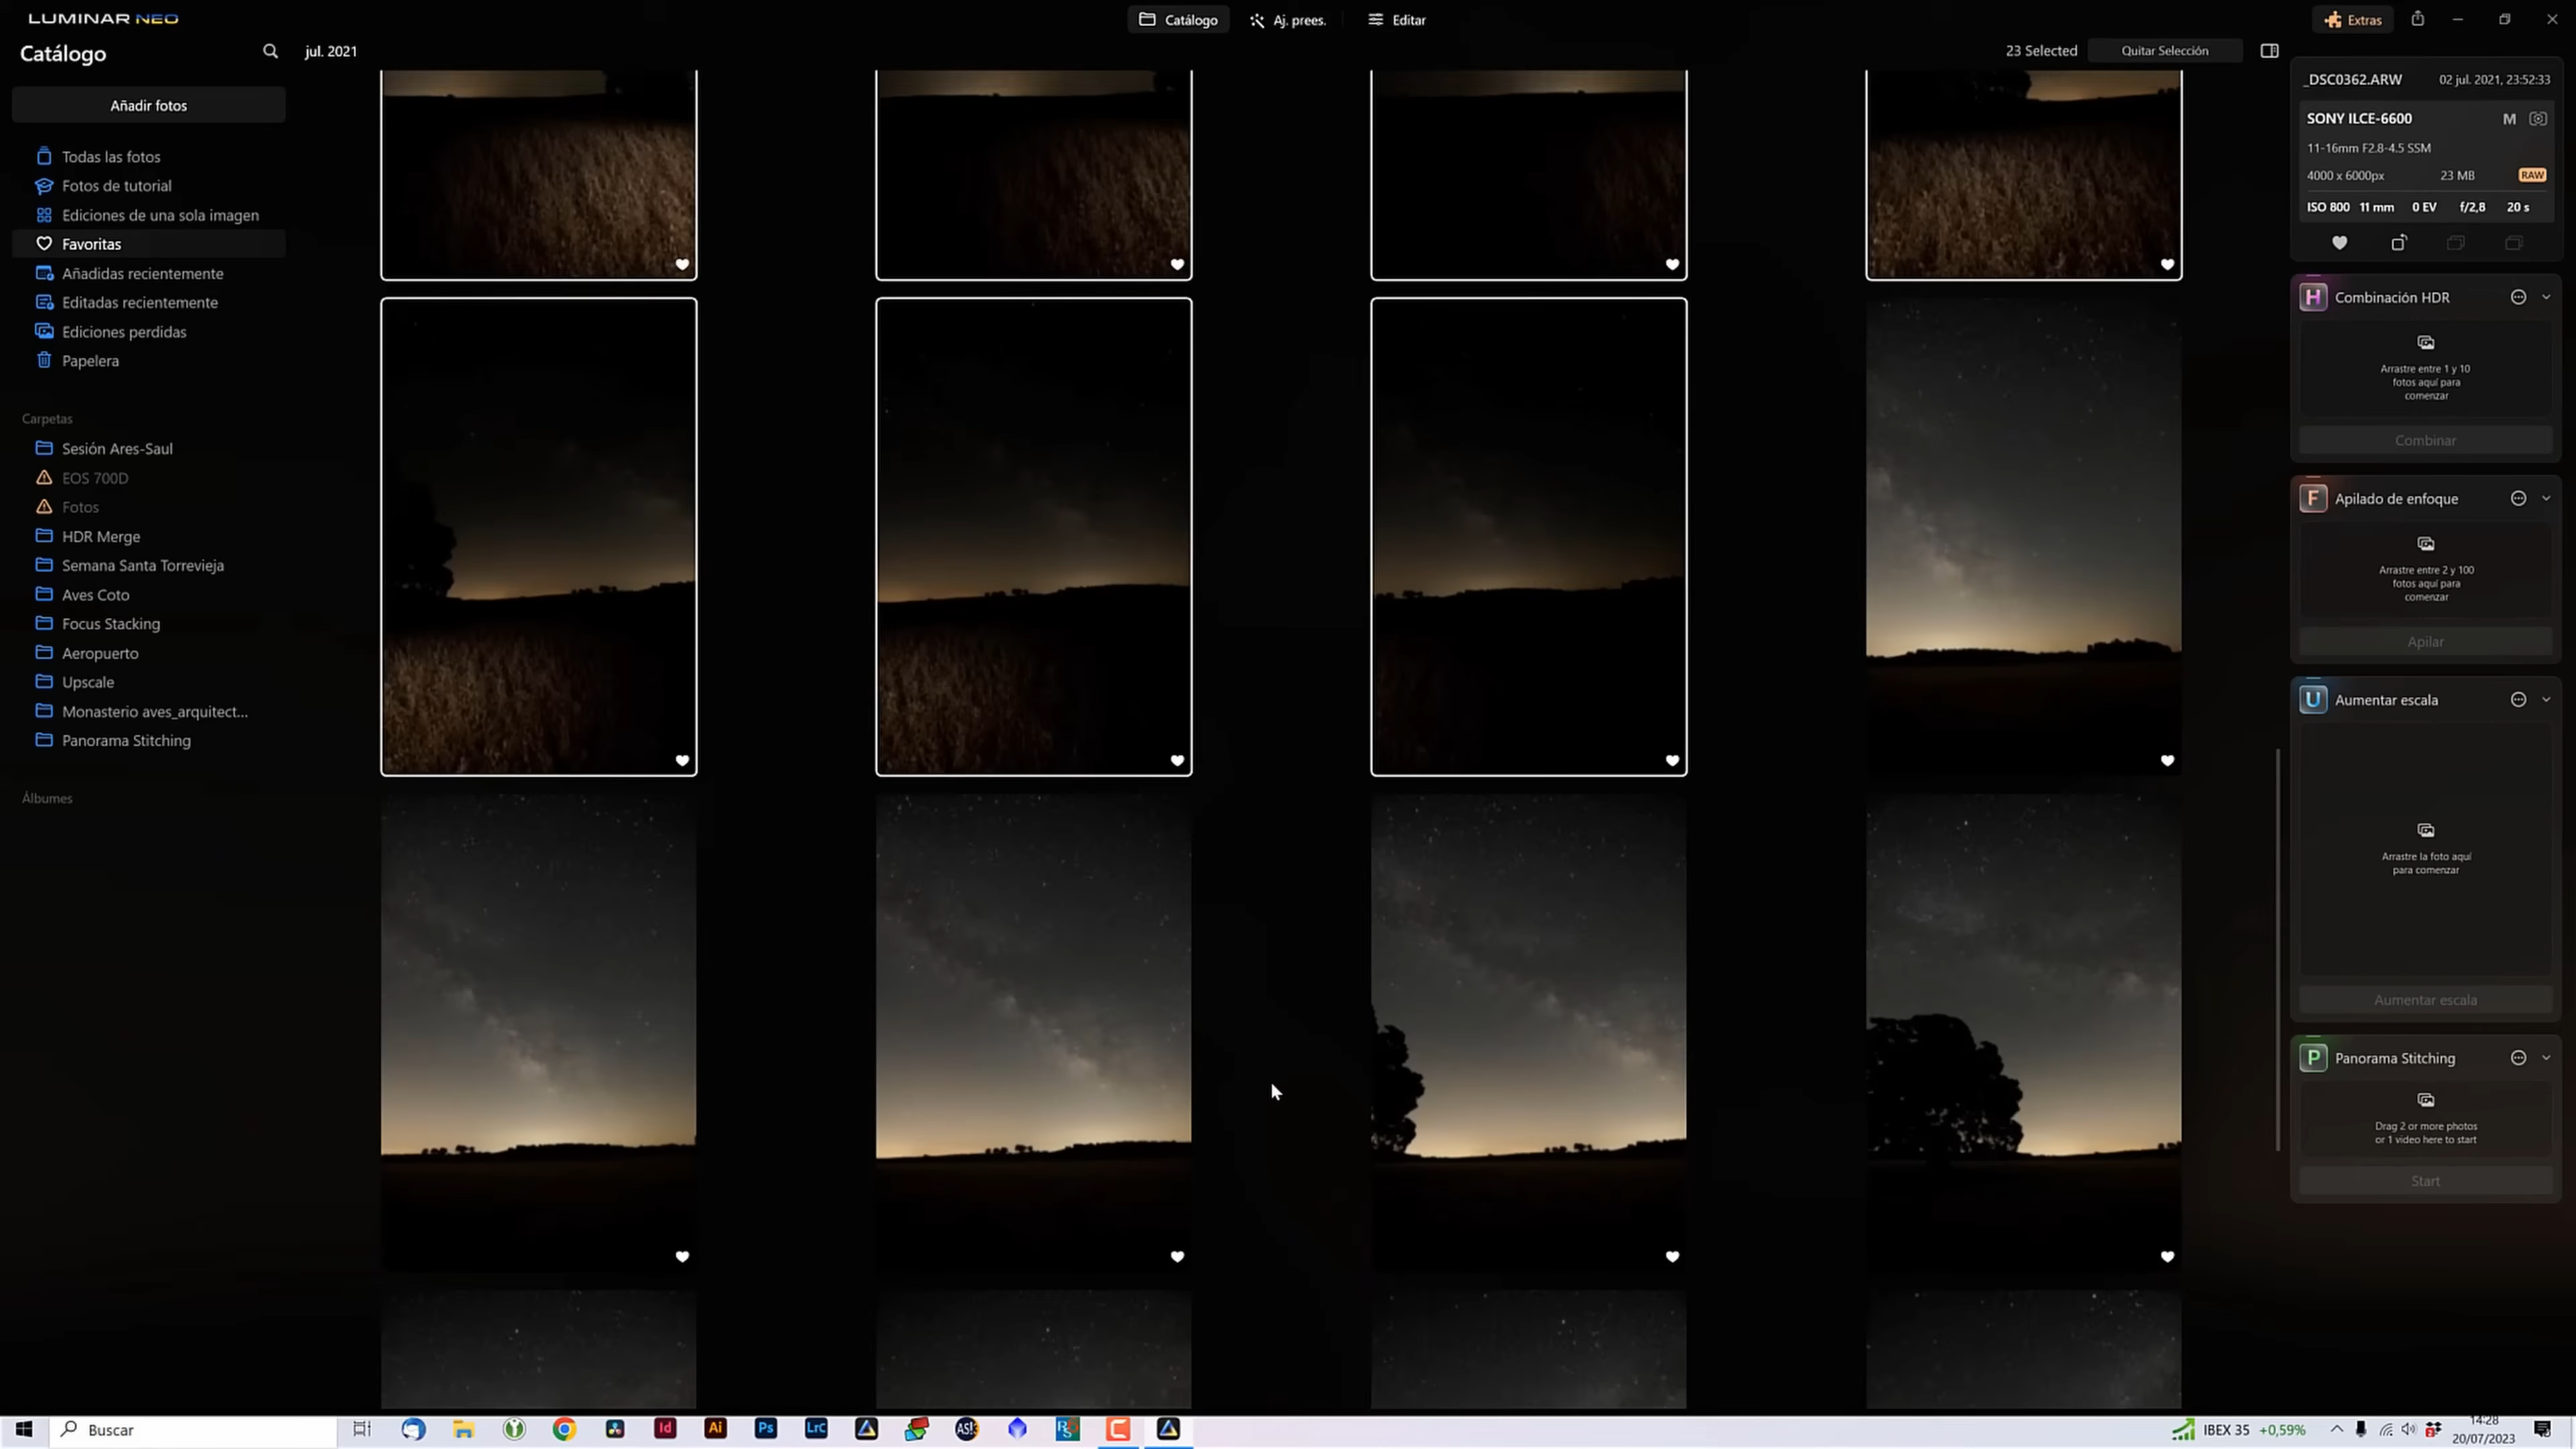 LUMINAR NEO
Catálogo
Aj. prees.
Editar
Extras
Catálogo
jul. 2021
23 Selected
Quitar Selección
Añadir fotos
Todas las fotos
Fotos de tutorial
Ediciones de una sola imagen
Favoritas
Añadidas recientemente
Editadas recientemente
Ediciones perdidas
Papelera
Carpetas
Sesión Ares-Saul
EOS 700D
Fotos
HDR Merge
Semana Santa Torrevieja
Aves Coto
Focus Stacking
Aeropuerto
Upscale
Monasterio aves_arquitect...
Panorama Stitching
Álbumes
_DSC0362.ARW 02 jul. 2021, 23:52:33
SONY ILCE-6600 M
11-16mm F2.8-4.5 SSM
4000 x 6000px 23 MB RAW
ISO 800 11 mm 0 EV f/2,8 20 s
H Combinación HDR
Arrastre entre 1 y 10
fotos aquí para
comenzar
Combinar
F Apilado de enfoque
Arrastre entre 2 y 100
fotos aquí para
comenzar
Apilar
U Aumentar escala
Arrastre la foto aquí
para comenzar
Aumentar escala
P Panorama Stitching
Drag 2 or more photos
or 1 video here to start
Start
Buscar
Id
Ai
Ps
LrC
AS!3
IBEX 35 +0,59%
14:28
20/07/2023